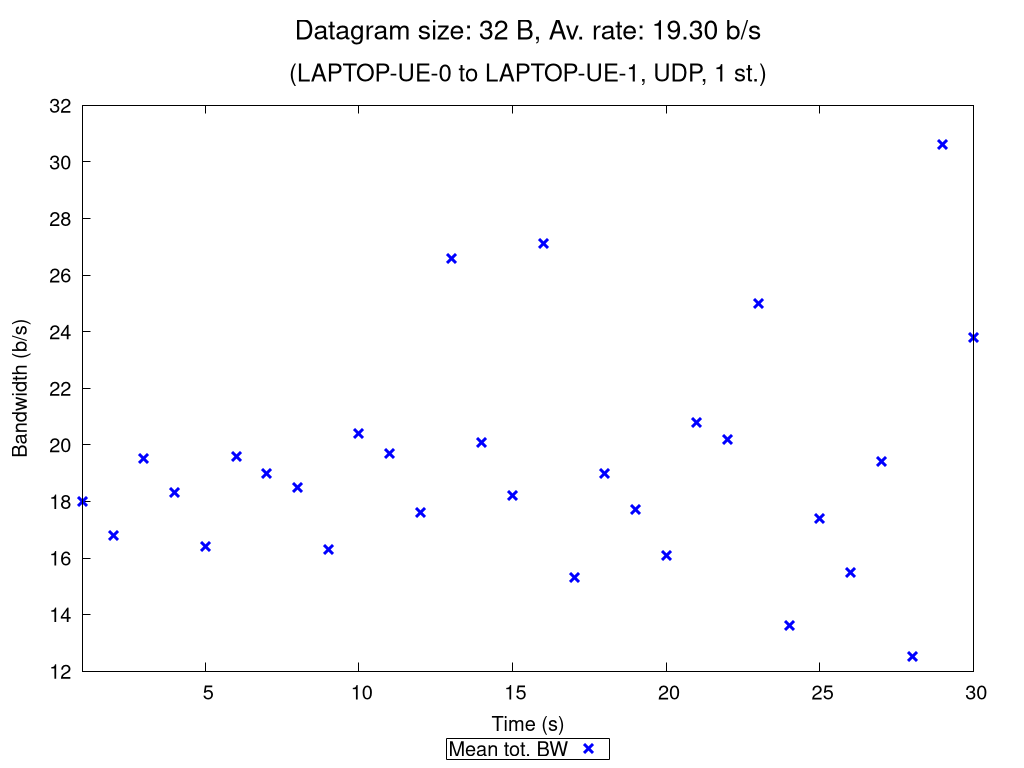 Datagram size: 32 B, Av. rate: 19.30 b/s
(LAPTOP-UE-0 to LAPTOP-UE-1, UDP, 1 st.)
32
30
28
26
24
22
20
18
16
14
12
Bandwidth (b/s)
5 10 15 20 25 30
Time (s)
Mean tot. BW